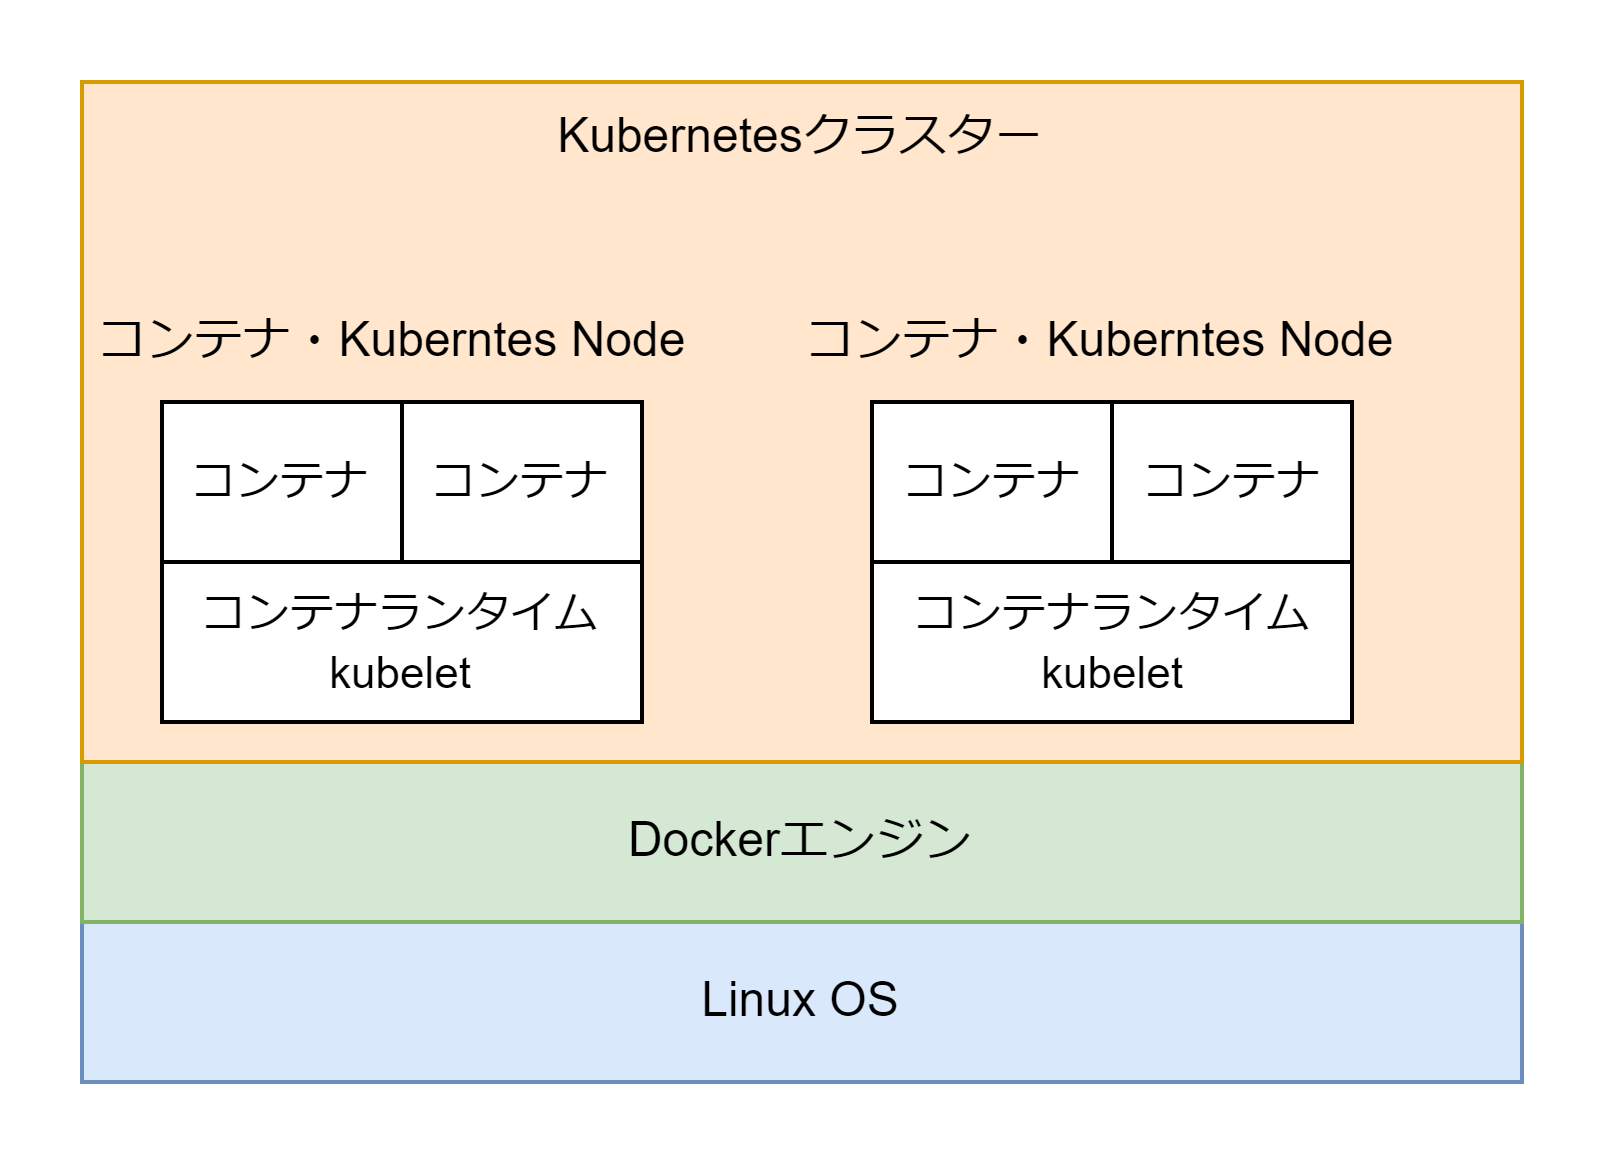 Kubernetesクラスター
コンテナ・Kuberntes Node
コンテナ・Kuberntes Node
コンテナ
コンテナ
コンテナ
コンテナ
コンテナランタイム
kubelet
コンテナランタイム
kubelet
Dockerエンジン
Linux OS